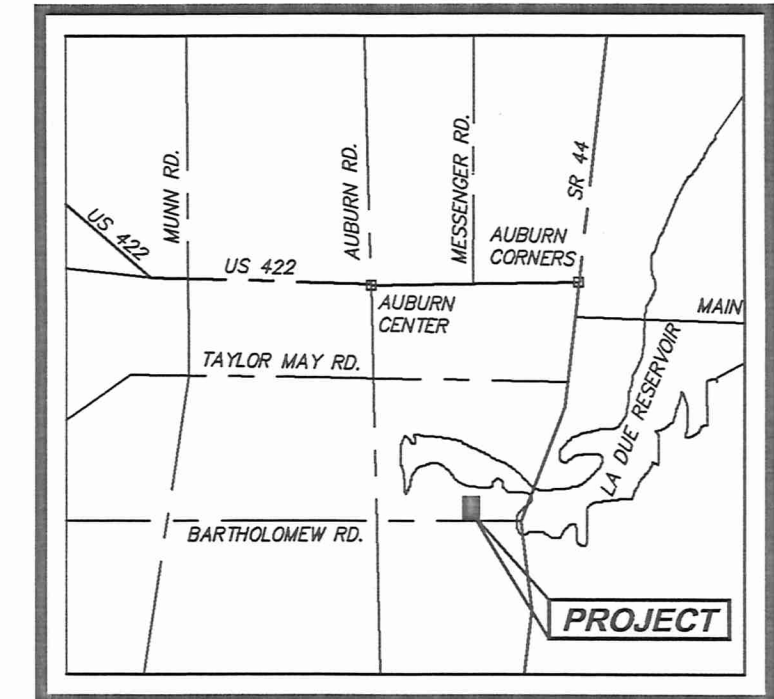 MUNN RD.
AUBURN RD.
MESSENGER RD.
SR 44
US 422
US 422
AUBURN
CORNERS
AUBURN
CENTER
MAIN
TAYLOR MAY RD.
LA DUE RESERVOIR
BARTHOLOMEW RD.
PROJECT